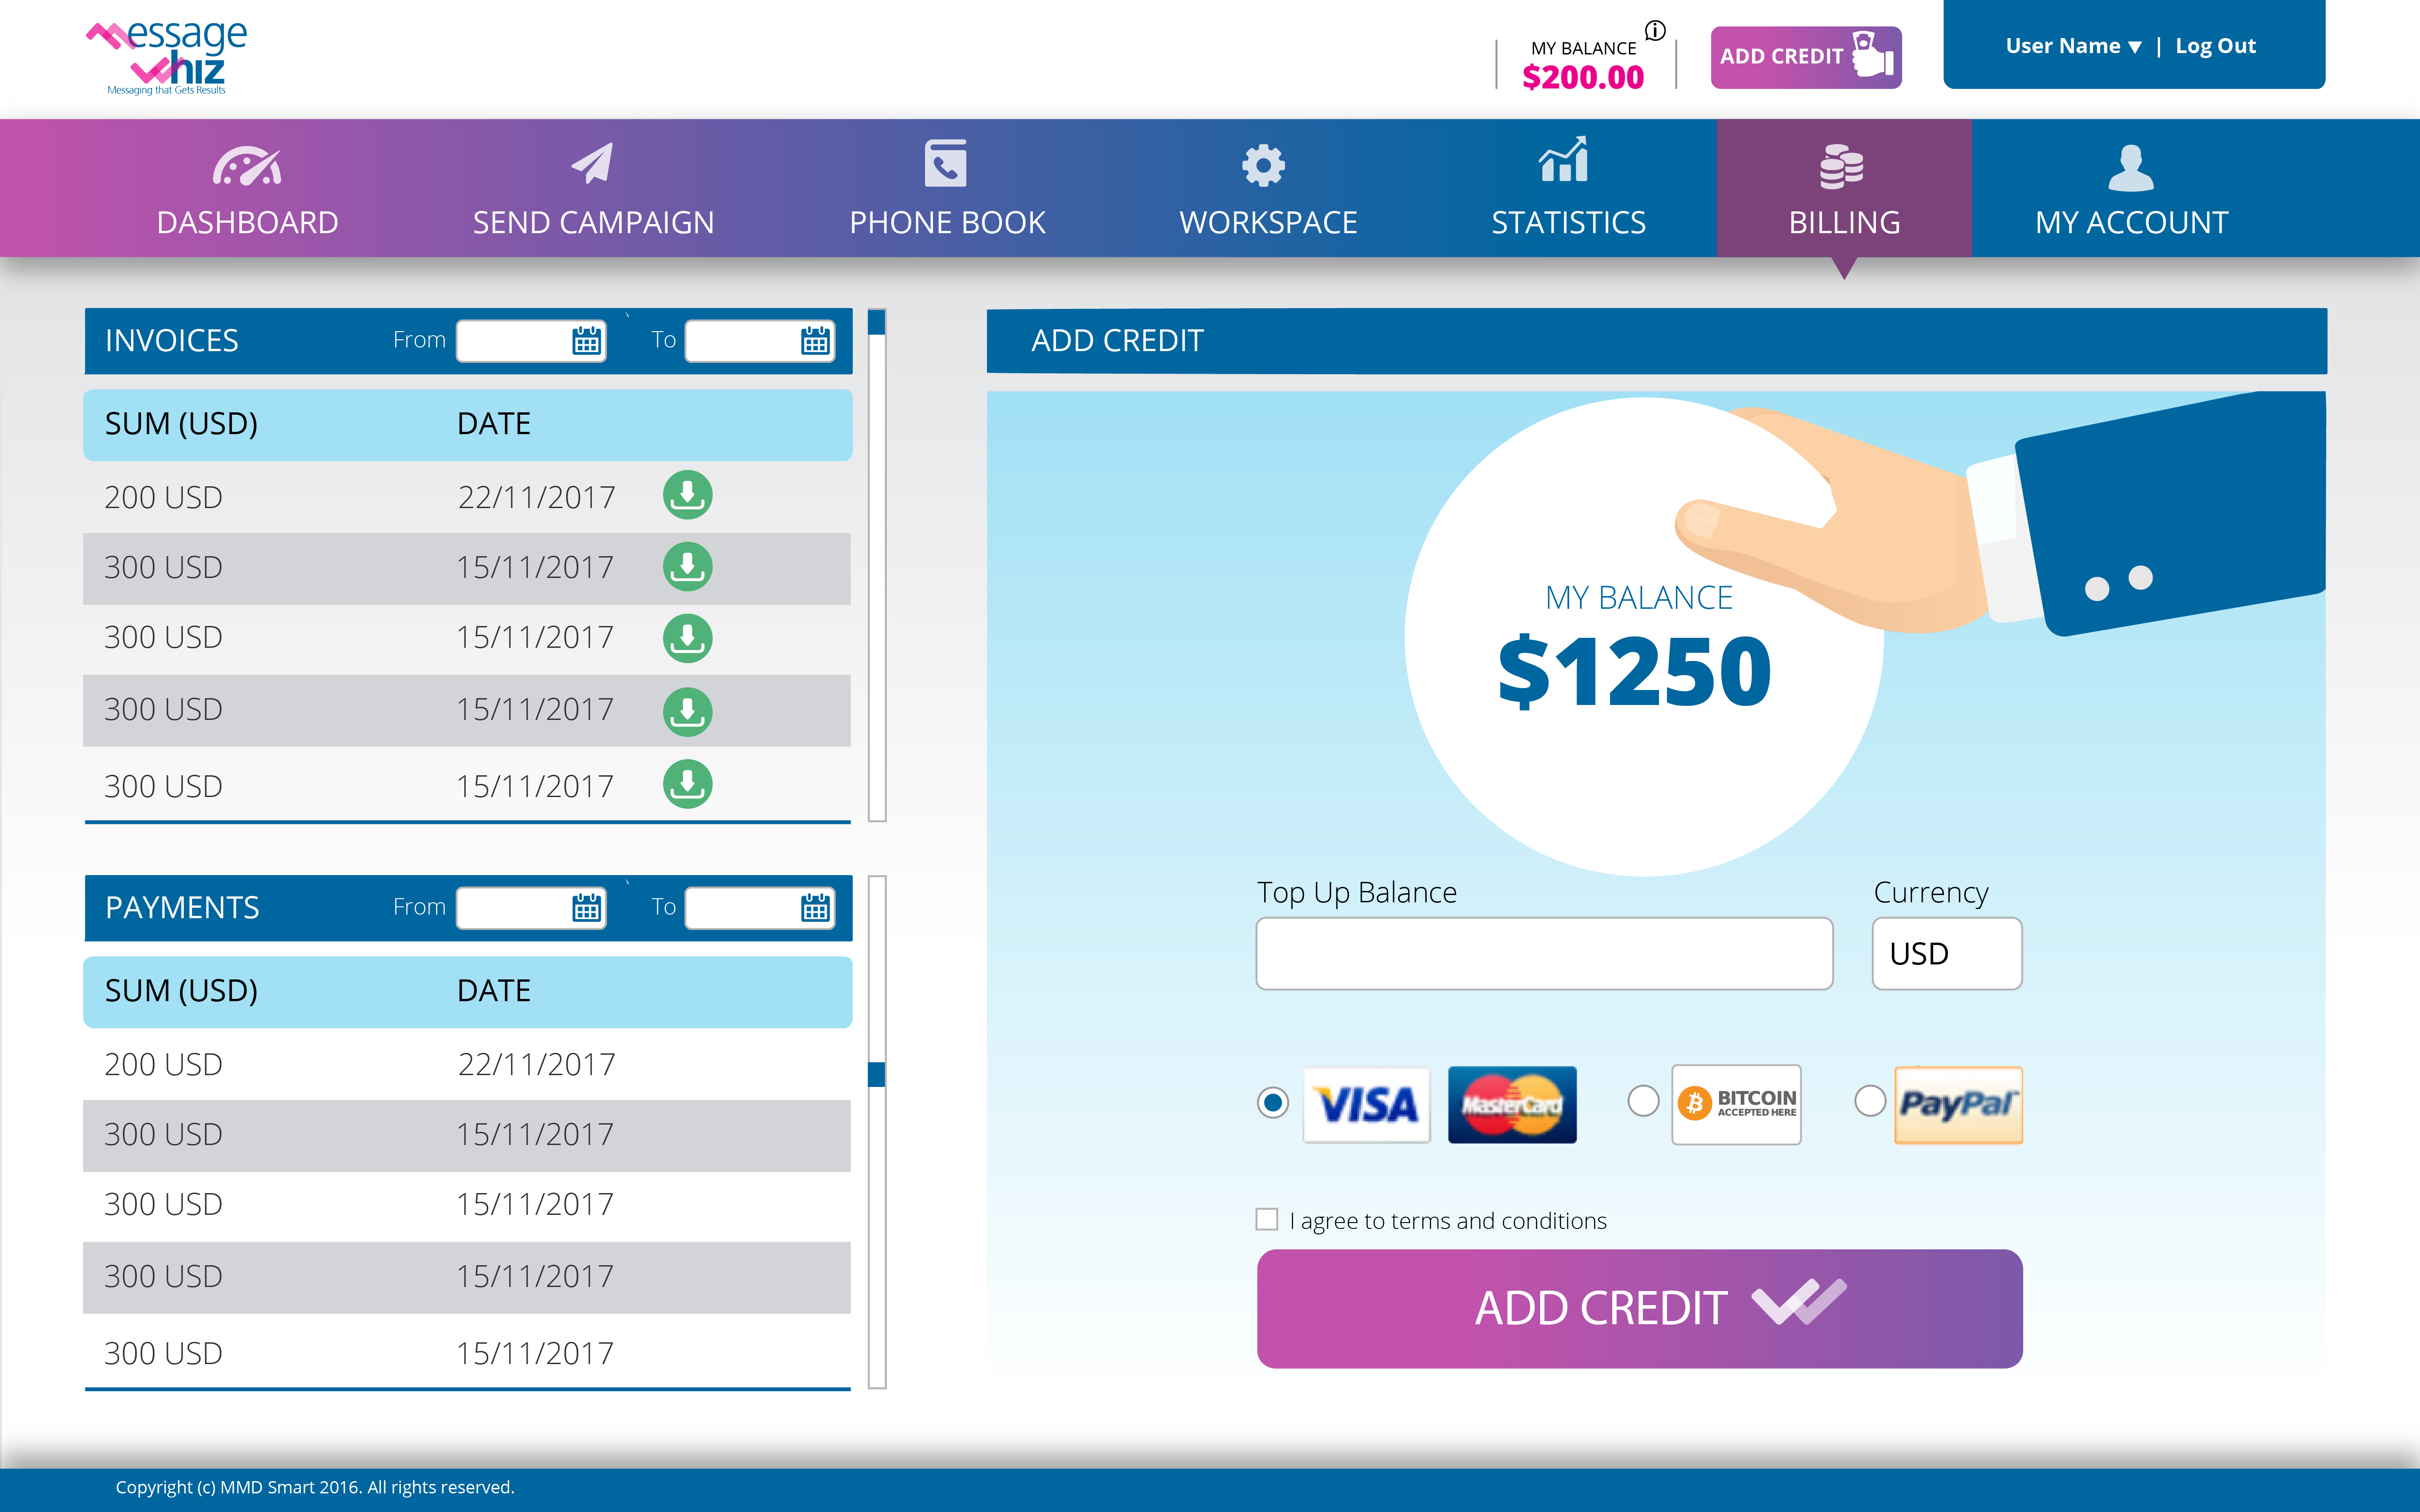 essage
whiz
Messaging that Gets Results
MY BALANCE
$200.00
ADD CREDIT
User Name ▼ | Log Out
DASHBOARD
SEND CAMPAIGN
PHONE BOOK
WORKSPACE
STATISTICS
BILLING
MY ACCOUNT
INVOICES From To
SUM (USD) DATE
200 USD 22/11/2017
300 USD 15/11/2017
300 USD 15/11/2017
300 USD 15/11/2017
300 USD 15/11/2017
PAYMENTS From To
SUM (USD) DATE
200 USD 22/11/2017
300 USD 15/11/2017
300 USD 15/11/2017
300 USD 15/11/2017
300 USD 15/11/2017
ADD CREDIT
MY BALANCE
$1250
Top Up Balance Currency
USD
VISA
MasterCard
BITCOIN
ACCEPTED HERE
PayPal
I agree to terms and conditions
ADD CREDIT
Copyright (c) MMD Smart 2016. All rights reserved.